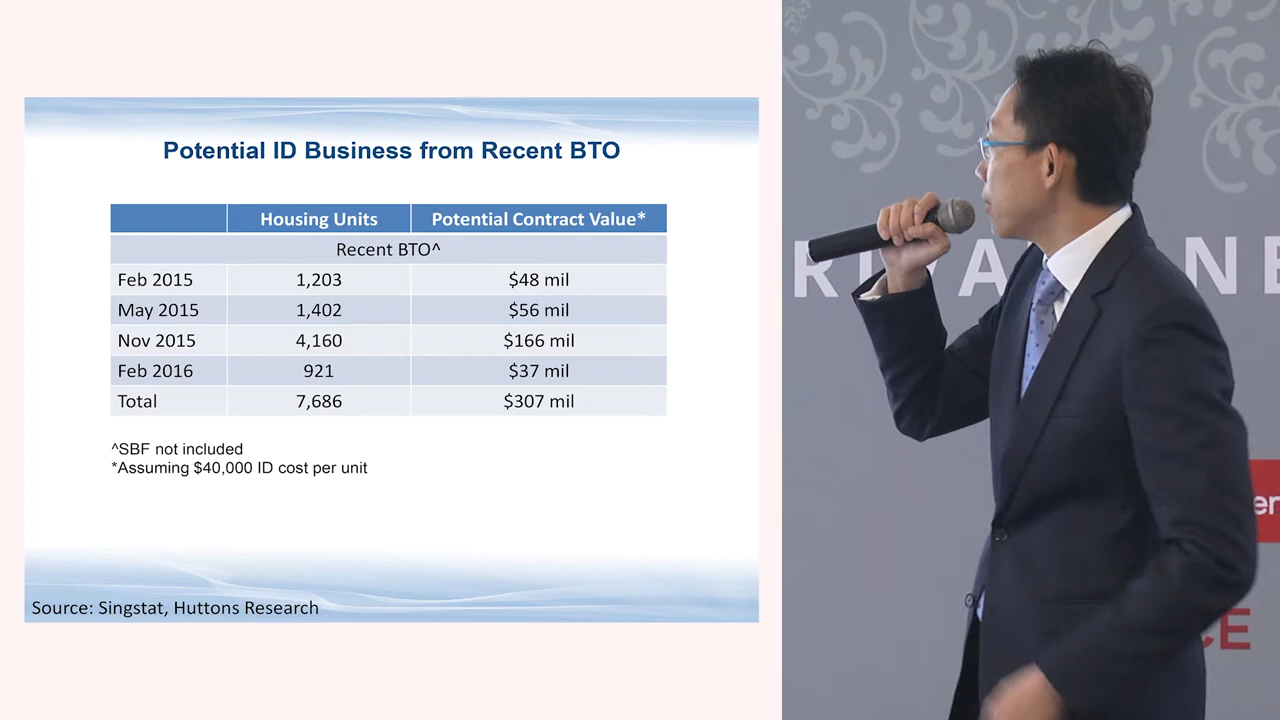 Potential ID Business from Recent BTO
Housing Units Potential Contract Value*
Recent BTO^
Feb 2015 1,203 $48 mil
May 2015 1,402 $56 mil
Nov 2015 4,160 $166 mil
Feb 2016 921 $37 mil
Total 7,686 $307 mil
^SBF not included
*Assuming $40,000 ID cost per unit
Source: Singstat, Huttons Research